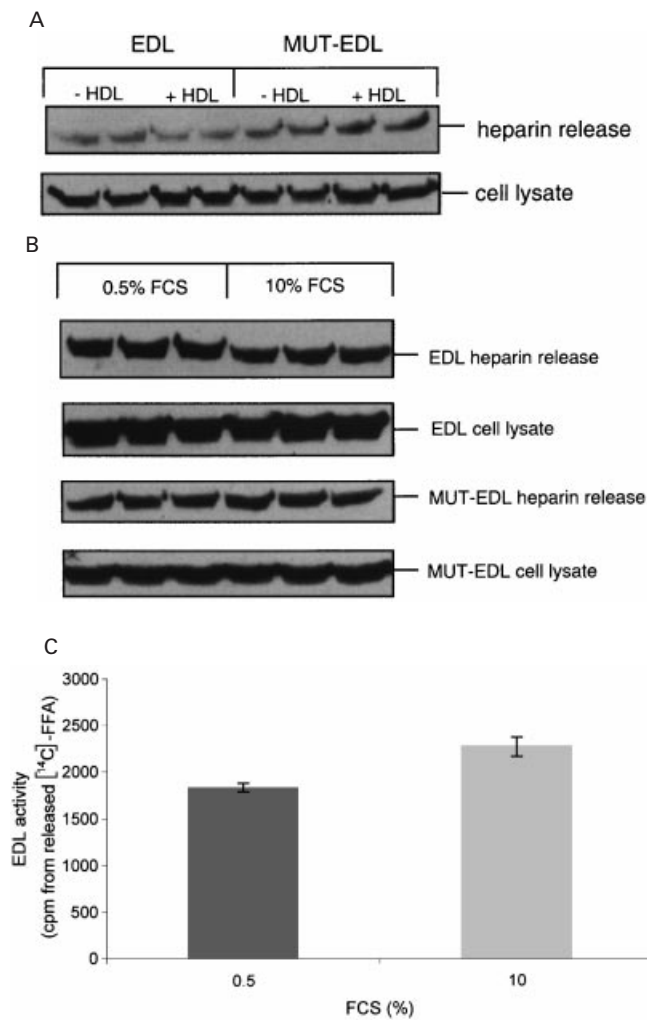 A
EDL MUT-EDL
- HDL + HDL - HDL + HDL
heparin release
cell lysate
B
0.5% FCS 10% FCS
EDL heparin release
EDL cell lysate
MUT-EDL heparin release
MUT-EDL cell lysate
C
3000
2500
2000
1500
1000
500
0
EDL activity
(cpm from released [¹⁴C]-FFA)
0.5 10
FCS (%)